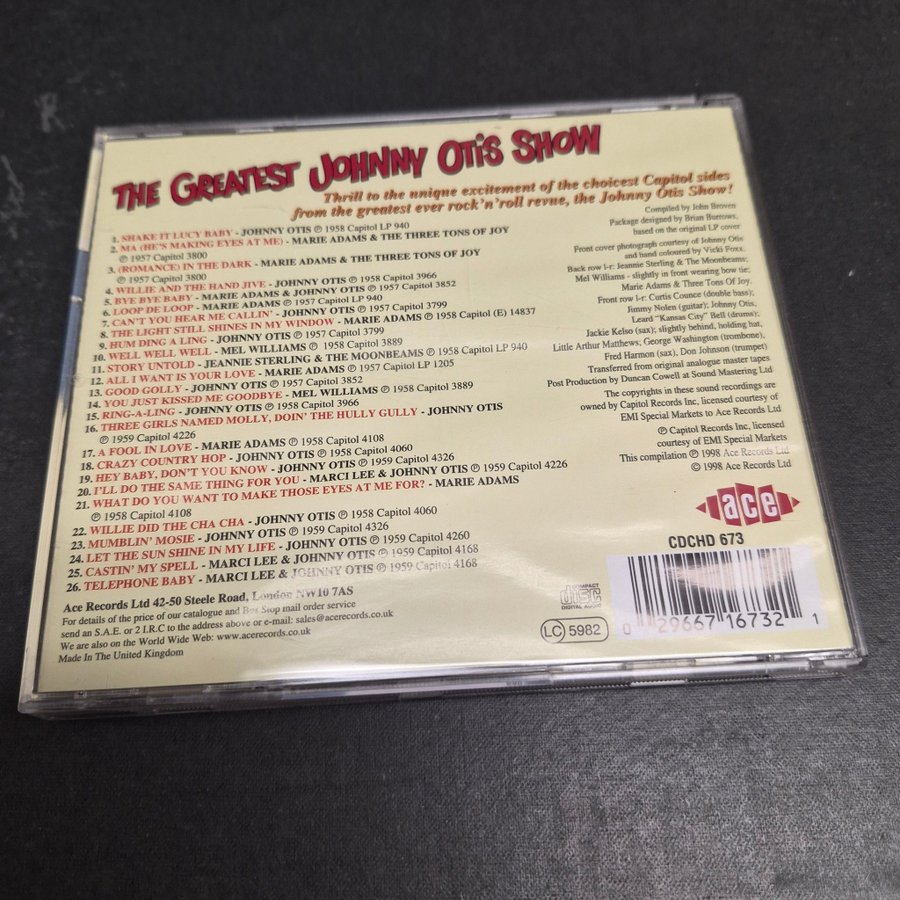 THE GREATEST JOHNNY OTIS SHOW
Thrill to the unique excitement of the choicest Capitol sides
from the greatest ever rock'n'roll revue, the Johnny Otis Show!
1. SHAKE IT LUCY BABY - JOHNNY OTIS ℗ 1958 Capitol LP 940
2. MA (HE'S MAKING EYES AT ME) - MARIE ADAMS & THE THREE TONS OF JOY
℗ 1957 Capitol 3800
3. (ROMANCE) IN THE DARK - MARIE ADAMS & THE THREE TONS OF JOY
℗ 1957 Capitol 3800
4. WILLIE AND THE HAND JIVE - JOHNNY OTIS ℗ 1958 Capitol 3966
5. BYE BYE BABY - MARIE ADAMS & JOHNNY OTIS ℗ 1957 Capitol 3852
6. LOOP DE LOOP - MARIE ADAMS ℗ 1957 Capitol LP 940
7. CAN'T YOU HEAR ME CALLIN' - JOHNNY OTIS ℗ 1957 Capitol 3799
8. THE LIGHT STILL SHINES IN MY WINDOW - MARIE ADAMS ℗ 1958 Capitol (E) 14837
9. HUM DING A LING - JOHNNY OTIS ℗ 1957 Capitol 3799
10. WELL WELL WELL - MEL WILLIAMS ℗ 1958 Capitol 3889
11. STORY UNTOLD - JEANNIE STERLING & THE MOONBEAMS ℗ 1958 Capitol LP 940
12. ALL I WANT IS YOUR LOVE - MARIE ADAMS ℗ 1957 Capitol LP 1205
13. GOOD GOLLY - JOHNNY OTIS ℗ 1957 Capitol 3852
14. YOU JUST KISSED ME GOODBYE - MEL WILLIAMS ℗ 1958 Capitol 3889
15. RING-A-LING - JOHNNY OTIS ℗ 1958 Capitol 3966
16. THREE GIRLS NAMED MOLLY, DOIN' THE HULLY GULLY - JOHNNY OTIS
℗ 1959 Capitol 4226
17. A FOOL IN LOVE - MARIE ADAMS ℗ 1958 Capitol 4108
18. CRAZY COUNTRY HOP - JOHNNY OTIS ℗ 1958 Capitol 4060
19. HEY BABY, DON'T YOU KNOW - JOHNNY OTIS ℗ 1959 Capitol 4326
20. I'LL DO THE SAME THING FOR YOU - MARCI LEE & JOHNNY OTIS ℗ 1959 Capitol 4226
21. WHAT DO YOU WANT TO MAKE THOSE EYES AT ME FOR? - MARIE ADAMS
℗ 1958 Capitol 4108
22. WILLIE DID THE CHA CHA - JOHNNY OTIS ℗ 1958 Capitol 4060
23. MUMBLIN' MOSIE - JOHNNY OTIS ℗ 1959 Capitol 4326
24. LET THE SUN SHINE IN MY LIFE - JOHNNY OTIS ℗ 1959 Capitol 4260
25. CASTIN' MY SPELL - MARCI LEE & JOHNNY OTIS ℗ 1959 Capitol 4168
26. TELEPHONE BABY - MARCI LEE & JOHNNY OTIS ℗ 1959 Capitol 4168
Ace Records Ltd 42-50 Steele Road, London NW10 7AS
For details of the price of our catalogue and Bos Stop mail order service
send an S.A.E. or 2 I.R.C to the address above or e-mail: sales@acerecords.co.uk
We are also on the World Wide Web: www.acerecords.co.uk
Made In The United Kingdom
Compiled by John Broven
Package designed by Brian Burrows,
based on the original LP cover
Front cover photograph courtesy of Johnny Otis
and hand coloured by Vicki Foxx.
Back row l-r: Jeannie Sterling & The Moonbeams;
Mel Williams - slightly in front wearing bow tie;
Marie Adams & Three Tons Of Joy.
Front row l-r: Curtis Counce (double bass);
Jimmy Nolen (guitar); Johnny Otis,
Leard "Kansas City" Bell (drums);
Jackie Kelso (sax); slightly behind, holding hat,
Little Arthur Matthews; George Washington (trombone),
Fred Harmon (sax), Don Johnson (trumpet)
Transferred from original analogue master tapes
Post Production by Duncan Cowell at Sound Mastering Ltd
The copyrights in these sound recordings are
owned by Capitol Records Inc, licensed courtesy of
EMI Special Markets to Ace Records Ltd
℗ Capitol Records Inc, licensed
courtesy of EMI Special Markets
This compilation ℗ 1998 Ace Records Ltd
© 1998 Ace Records Ltd
ace
CDCHD 673
COMPACT
disc
DIGITAL AUDIO
LC 5982
0 29667 16732 1